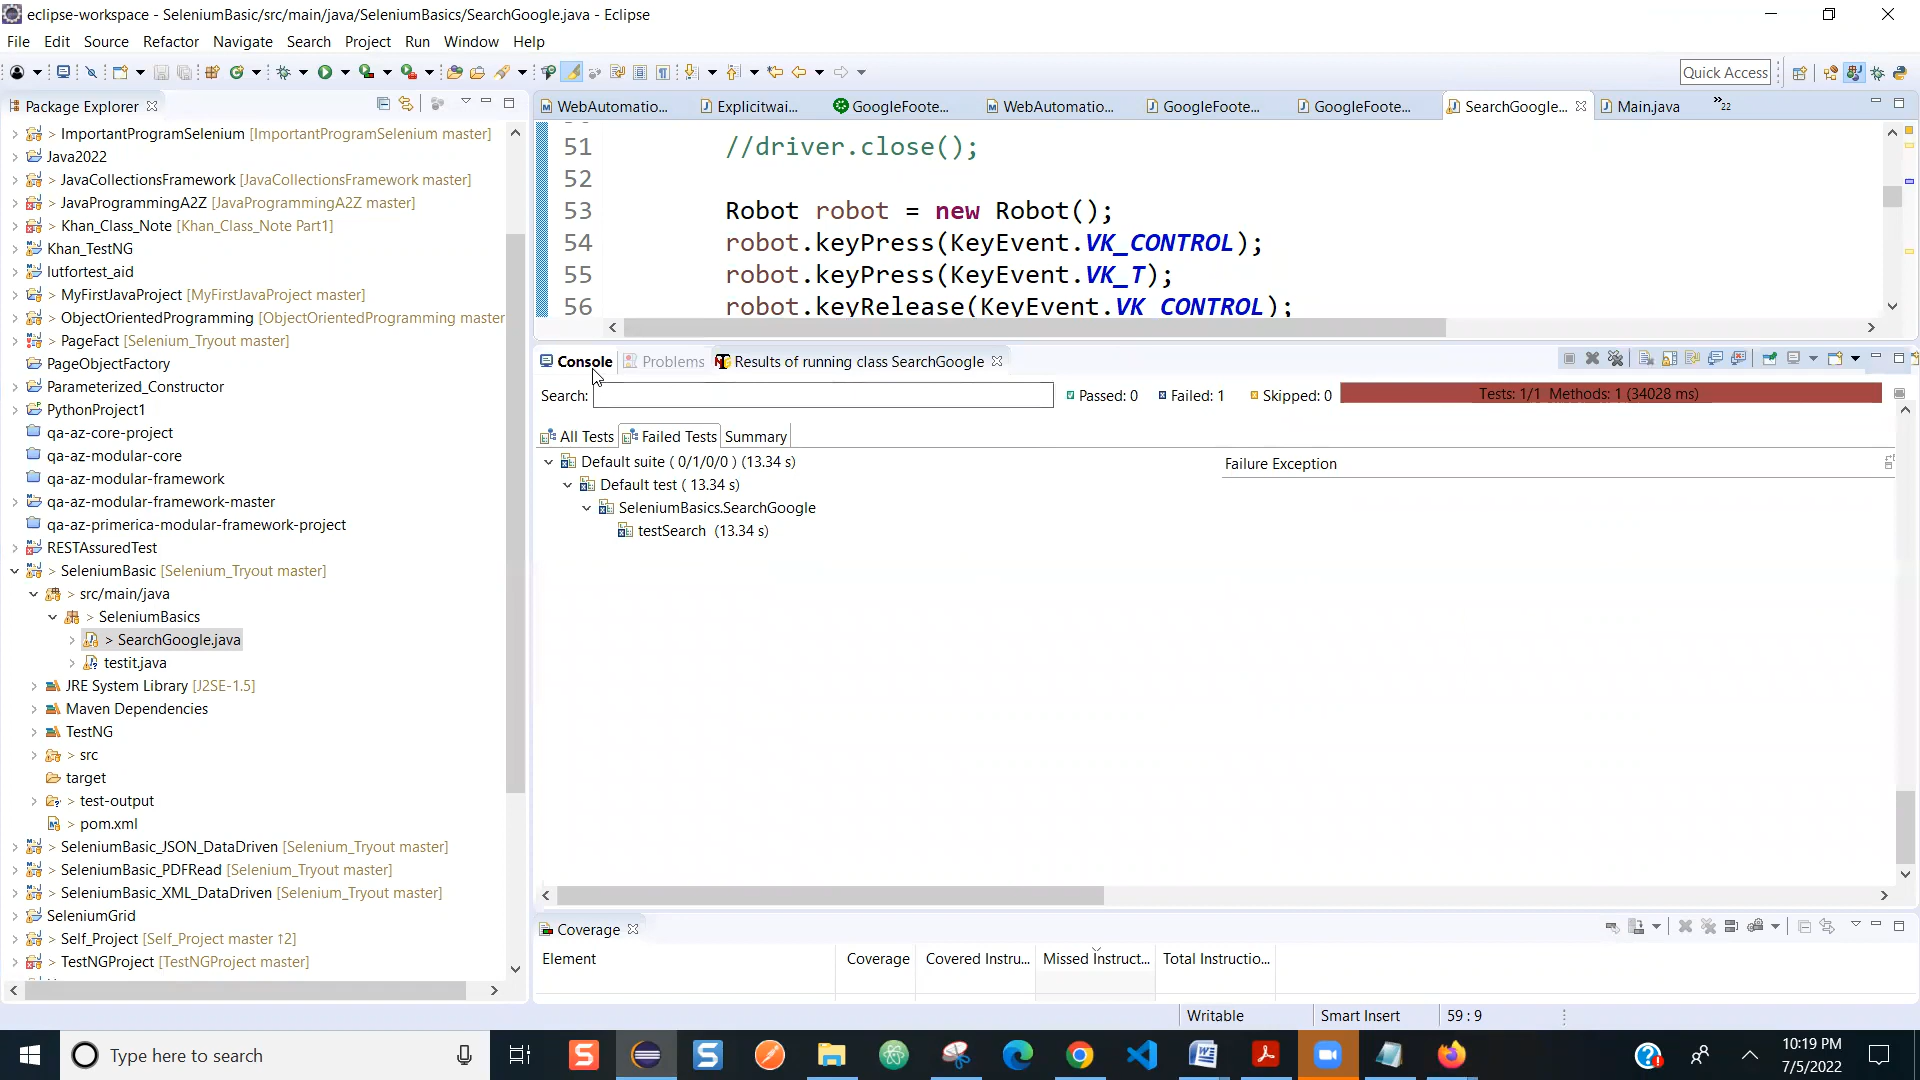 eclipse-workspace - SeleniumBasic/src/main/java/SeleniumBasics/SearchGoogle.java - Eclipse
File Edit Source Refactor Navigate Search Project Run Window Help
Quick Access
Package Explorer
> ImportantProgramSelenium [ImportantProgramSelenium master]
Java2022
> JavaCollectionsFramework [JavaCollectionsFramework master]
> JavaProgrammingA2Z [JavaProgrammingA2Z master]
> Khan_Class_Note [Khan_Class_Note Part1]
Khan_TestNG
lutfortest_aid
> MyFirstJavaProject [MyFirstJavaProject master]
> ObjectOrientedProgramming [ObjectOrientedProgramming master
> PageFact [Selenium_Tryout master]
PageObjectFactory
Parameterized_Constructor
PythonProject1
qa-az-core-project
qa-az-modular-core
qa-az-modular-framework
qa-az-modular-framework-master
qa-az-primerica-modular-framework-project
RESTAssuredTest
> SeleniumBasic [Selenium_Tryout master]
> src/main/java
> SeleniumBasics
> SearchGoogle.java
testit.java
JRE System Library [J2SE-1.5]
Maven Dependencies
TestNG
> src
target
> test-output
> pom.xml
> SeleniumBasic_JSON_DataDriven [Selenium_Tryout master]
> SeleniumBasic_PDFRead [Selenium_Tryout master]
> SeleniumBasic_XML_DataDriven [Selenium_Tryout master]
SeleniumGrid
> Self_Project [Self_Project master ↑2]
> TestNGProject [TestNGProject master]
WebAutomatio... Explicitwai... GoogleFoote... WebAutomatio... GoogleFoote... GoogleFoote... SearchGoogle... Main.java »22
51 //driver.close();
52
53 Robot robot = new Robot();
54 robot.keyPress(KeyEvent.VK_CONTROL);
55 robot.keyPress(KeyEvent.VK_T);
56 robot.keyRelease(KeyEvent.VK_CONTROL);
Console Problems Results of running class SearchGoogle
Search: Passed: 0 Failed: 1 Skipped: 0 Tests: 1/1 Methods: 1 (34028 ms)
All Tests Failed Tests Summary
Default suite ( 0/1/0/0 ) (13.34 s)
Default test ( 13.34 s)
SeleniumBasics.SearchGoogle
testSearch (13.34 s)
Failure Exception
Coverage
Element Coverage Covered Instru... Missed Instruct... Total Instructio...
Writable Smart Insert 59 : 9
Type here to search
10:19 PM
7/5/2022